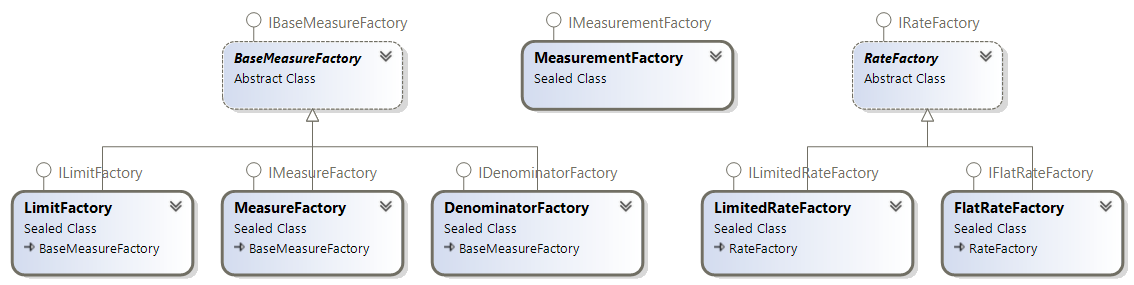 IBaseMeasureFactory
IMeasurementFactory
IRateFactory
BaseMeasureFactory
Abstract Class
MeasurementFactory
Sealed Class
RateFactory
Abstract Class
ILimitFactory
IMeasureFactory
IDenominatorFactory
ILimitedRateFactory
IFlatRateFactory
LimitFactory
Sealed Class
BaseMeasureFactory
MeasureFactory
Sealed Class
BaseMeasureFactory
DenominatorFactory
Sealed Class
BaseMeasureFactory
LimitedRateFactory
Sealed Class
RateFactory
FlatRateFactory
Sealed Class
RateFactory